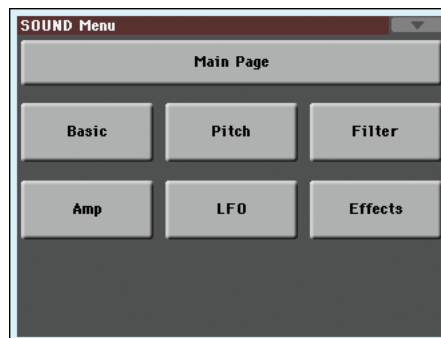 SOUND Menu
Main Page
Basic Pitch Filter
Amp LFO Effects